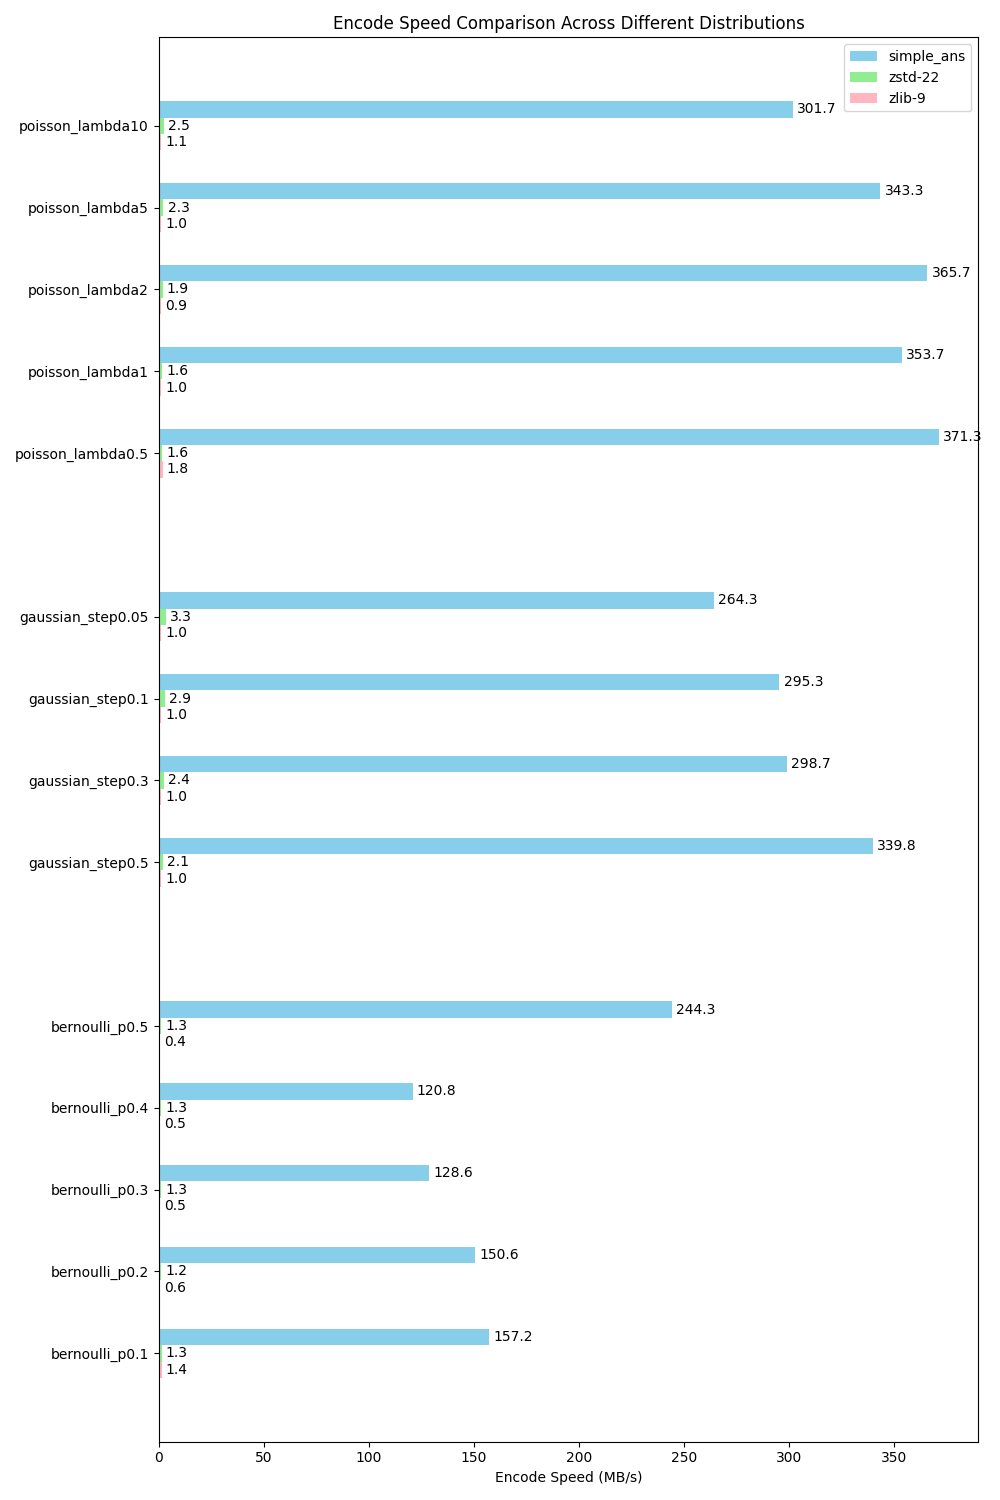 Encode Speed Comparison Across Different Distributions
simple_ans
zstd-22
zlib-9
poisson_lambda10
301.7
2.5
1.1
poisson_lambda5
343.3
2.3
1.0
poisson_lambda2
365.7
1.9
0.9
poisson_lambda1
353.7
1.6
1.0
poisson_lambda0.5
371.3
1.6
1.8
gaussian_step0.05
264.3
3.3
1.0
gaussian_step0.1
295.3
2.9
1.0
gaussian_step0.3
298.7
2.4
1.0
gaussian_step0.5
339.8
2.1
1.0
bernoulli_p0.5
244.3
1.3
0.4
bernoulli_p0.4
120.8
1.3
0.5
bernoulli_p0.3
128.6
1.3
0.5
bernoulli_p0.2
150.6
1.2
0.6
bernoulli_p0.1
157.2
1.3
1.4
0 50 100 150 200 250 300 350
Encode Speed (MB/s)